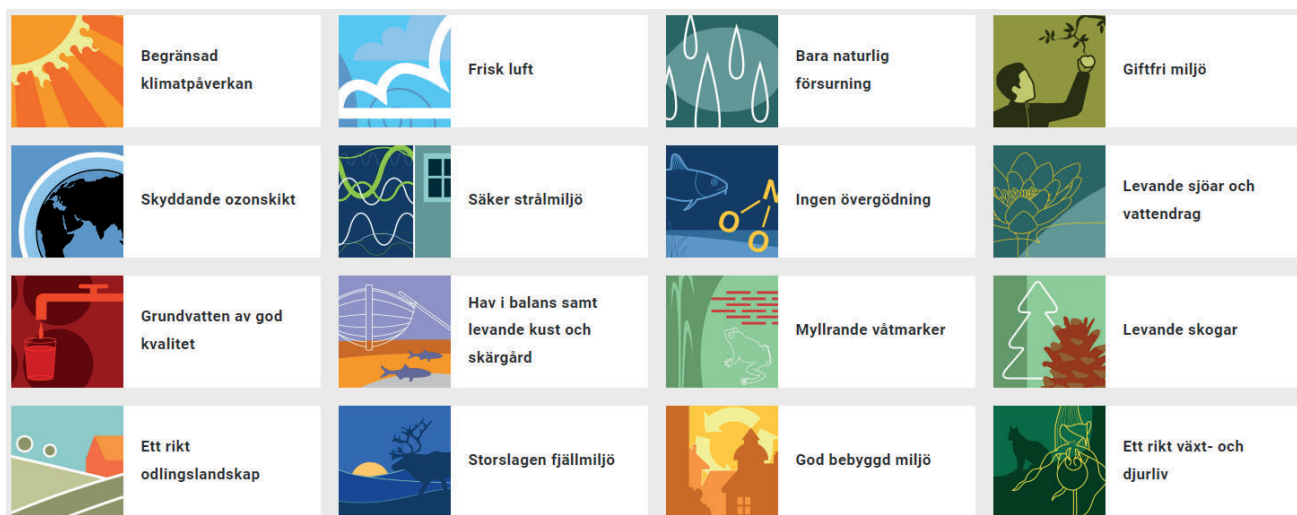 Begränsad
klimatpåverkan
Frisk luft
Bara naturlig
försurning
Giftfri miljö
Skyddande ozonskikt
Säker strålmiljö
N
O
O
Ingen övergödning
Levande sjöar och
vattendrag
Grundvatten av god
kvalitet
Hav i balans samt
levande kust och
skärgård
Myllrande våtmarker
Levande skogar
Ett rikt
odlingslandskap
Storslagen fjällmiljö
God bebyggd miljö
Ett rikt växt- och
djurliv